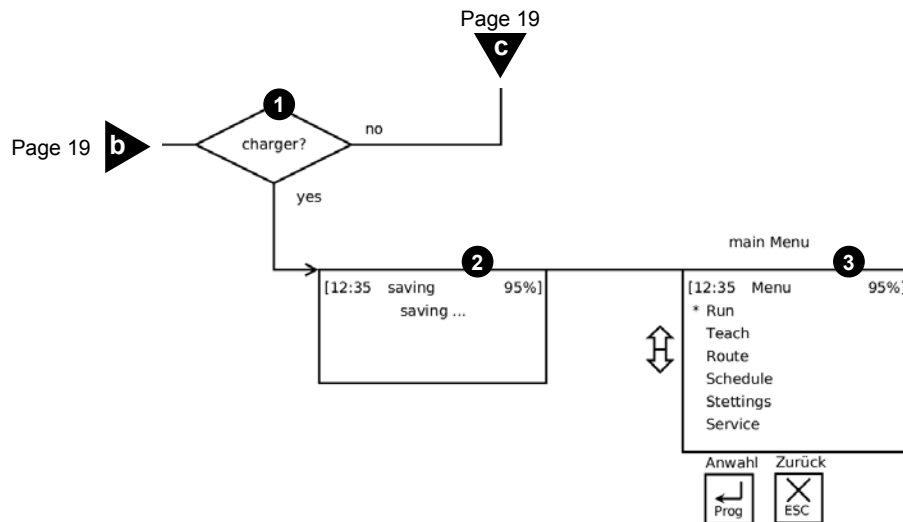 Page 19
c
1
no
Page 19 b
charger?
yes
main Menu
2
3
[12:35 saving 95%]
saving ...
[12:35 Menu 95%]
* Run
Teach
Route
Schedule
Stettings
Service
Anwahl Zurück
Prog ESC